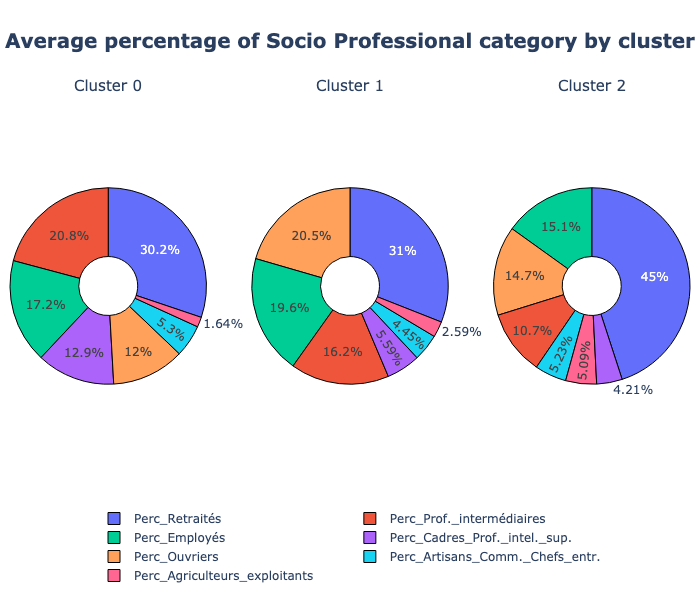 Average percentage of Socio Professional category by cluster
Cluster 0
Cluster 1
Cluster 2
20.8%
30.2%
17.2%
12.9%
12%
5.3%
1.64%
20.5%
31%
19.6%
16.2%
5.59%
4.45%
2.59%
15.1%
45%
14.7%
10.7%
5.23%
5.09%
4.21%
Perc_Retraités
Perc_Prof._intermédiaires
Perc_Employés
Perc_Cadres_Prof._intel._sup.
Perc_Ouvriers
Perc_Artisans_Comm._Chefs_entr.
Perc_Agriculteurs_exploitants